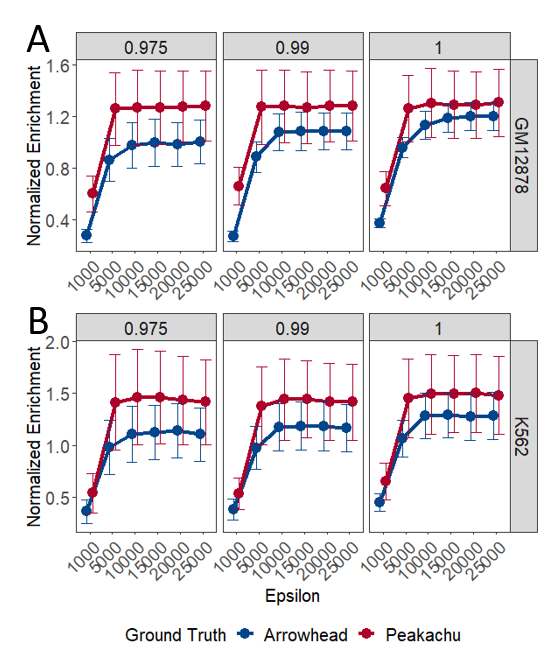 A
0.975 0.99 1
Normalized Enrichment
1.6
1.2
0.8
0.4
GM12878
1000 5000 10000 15000 20000 25000 1000 5000 10000 15000 20000 25000 1000 5000 10000 15000 20000 25000
B
0.975 0.99 1
Normalized Enrichment
2.0
1.5
1.0
0.5
K562
1000 5000 10000 15000 20000 25000 1000 5000 10000 15000 20000 25000 1000 5000 10000 15000 20000 25000
Epsilon
Ground Truth Arrowhead Peakachu